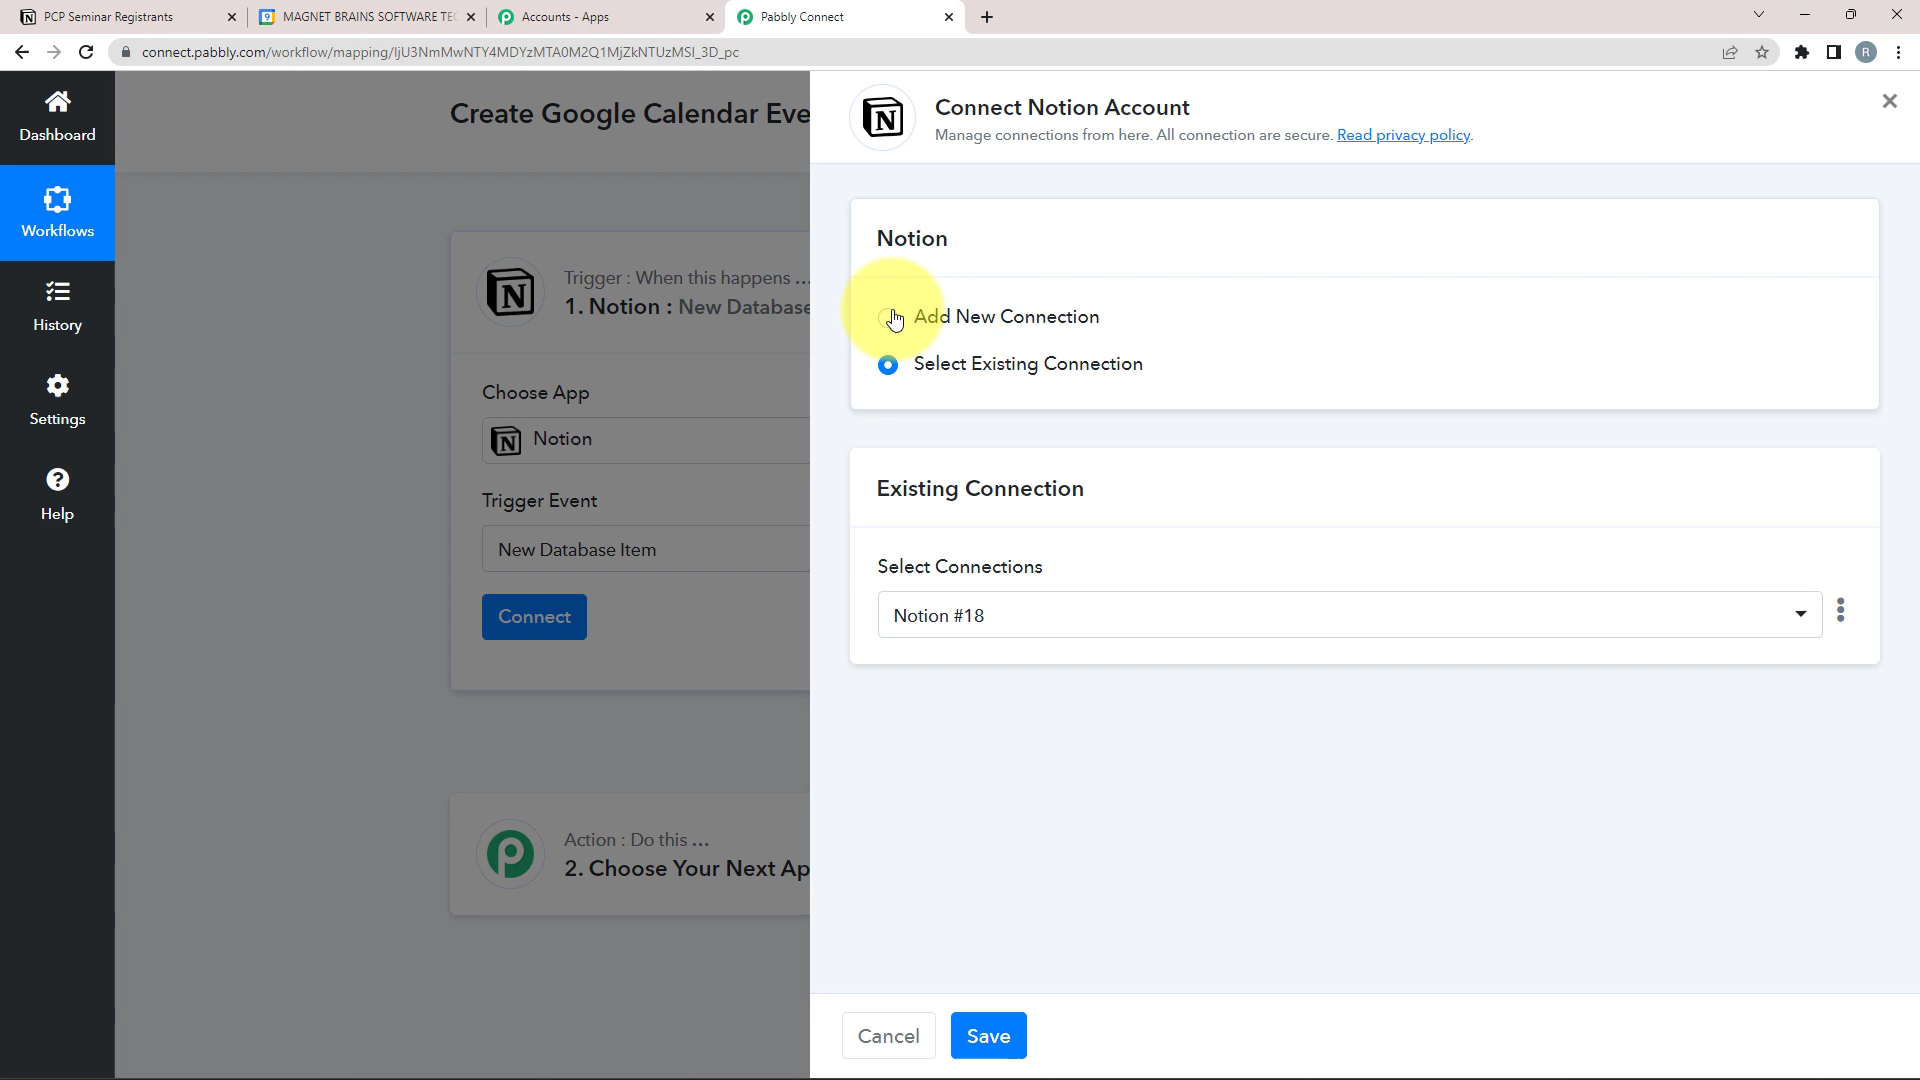 PCP Seminar Registrants
MAGNET BRAINS SOFTWARE TEC
Accounts - Apps
Pabbly Connect
connect.pabbly.com/workflow/mapping/IjU3NmMwNTY4MDYzMTA0M2Q1MjZkNTUzMSI_3D_pc
R
Dashboard
Workflows
History
Settings
Help
Create Google Calendar Eve
Trigger : When this happens ...
1. Notion : New Database
Choose App
Notion
Trigger Event
New Database Item
Connect
Action : Do this ...
2. Choose Your Next Ap
Connect Notion Account
Manage connections from here. All connection are secure. Read privacy policy.
Notion
Add New Connection
Select Existing Connection
Existing Connection
Select Connections
Notion #18
Cancel
Save